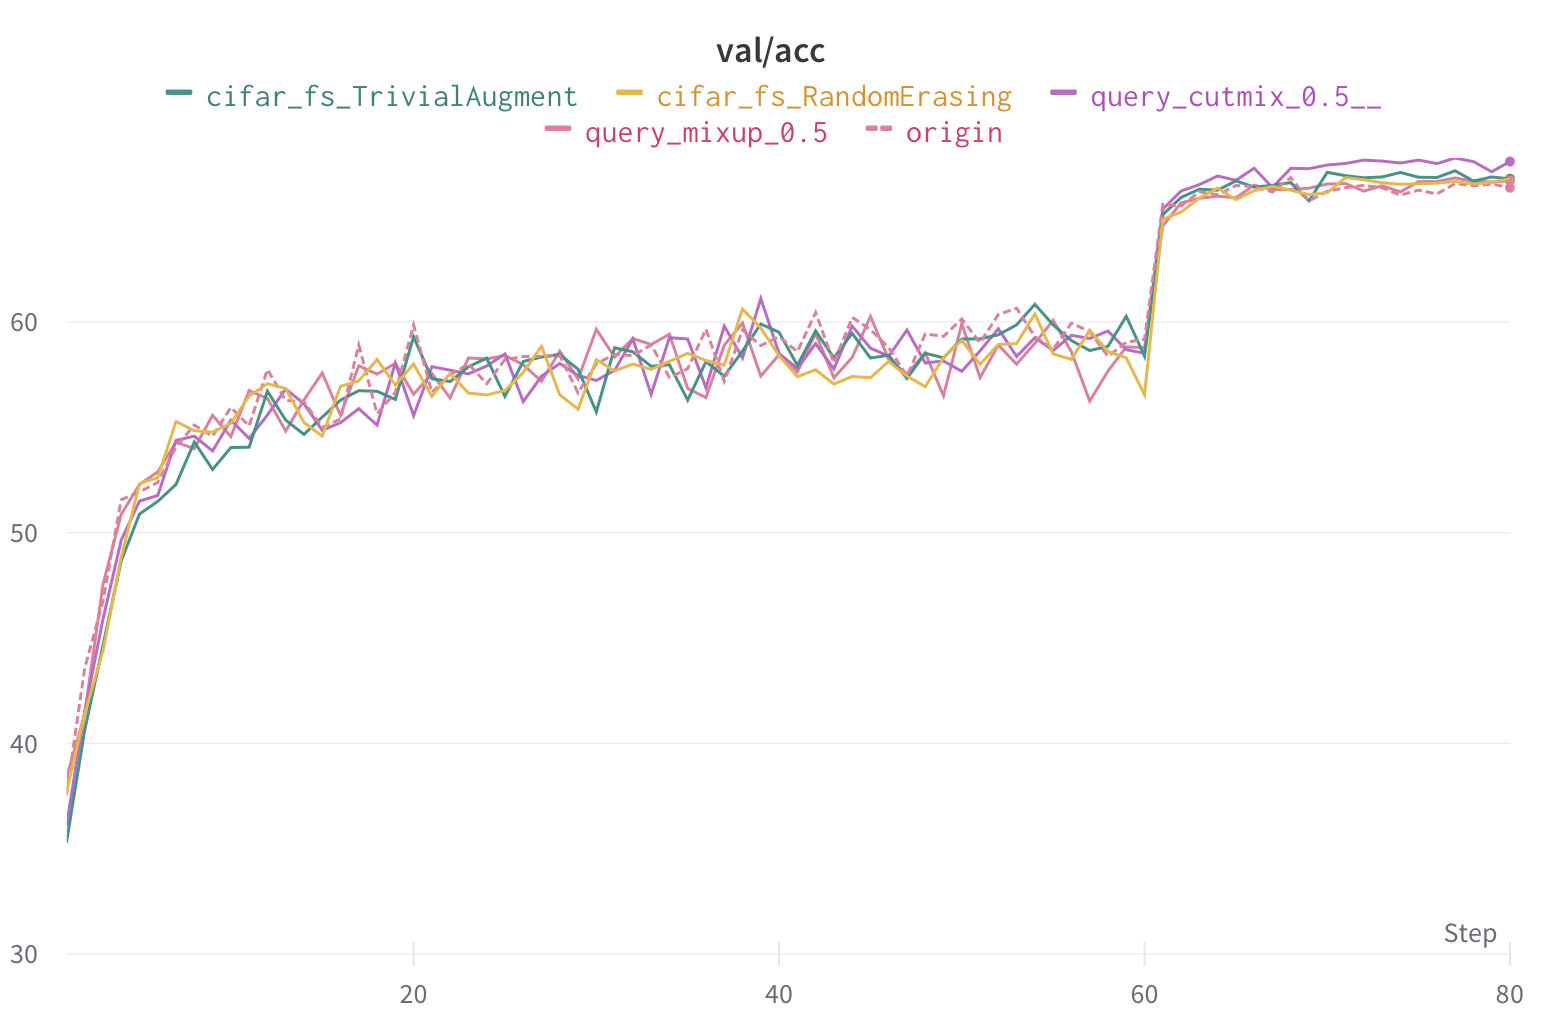 val/acc
cifar_fs_TrivialAugment cifar_fs_RandomErasing query_cutmix_0.5__
query_mixup_0.5 origin
60
50
40
30
Step
20 40 60 80